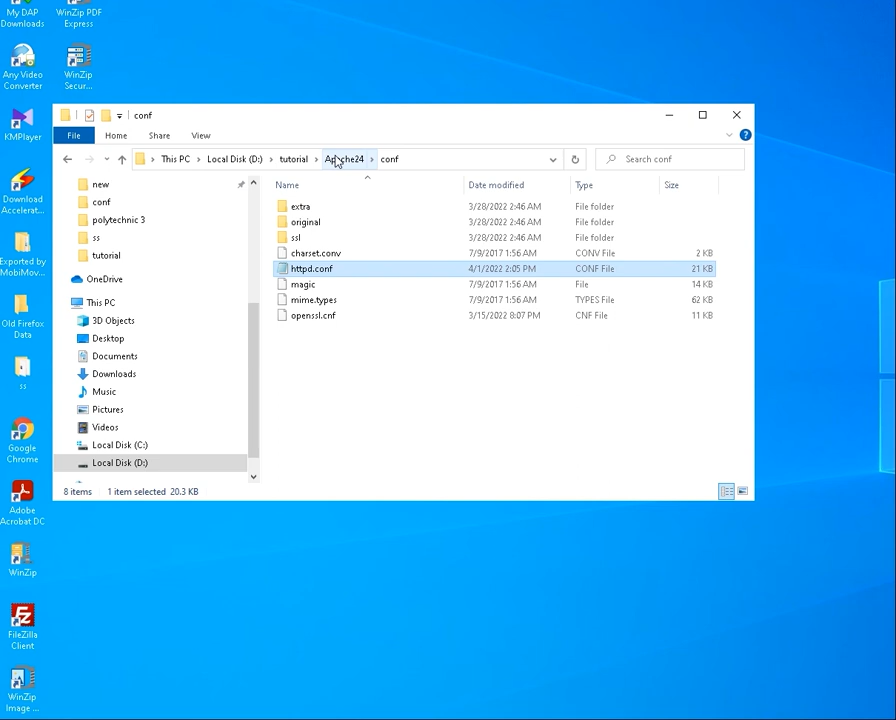 My DAP
Downloads
WinZip PDF
Express
Any Video
Converter
WinZip
Secur...
KMPlayer
Download
Accelerat...
Exported by
MobiMov...
Old Firefox
Data
ss
Google
Chrome
Adobe
Acrobat DC
WinZip
FileZilla
Client
WinZip
Image ...
conf
File
Home
Share
View
This PC
Local Disk (D:)
tutorial
Apache24
conf
Search conf
new
conf
polytechnic 3
ss
tutorial
OneDrive
This PC
3D Objects
Desktop
Documents
Downloads
Music
Pictures
Videos
Local Disk (C:)
Local Disk (D:)
Name Date modified Type Size
extra 3/28/2022 2:46 AM File folder
original 3/28/2022 2:46 AM File folder
ssl 3/28/2022 2:46 AM File folder
charset.conv 7/9/2017 1:56 AM CONV File 2 KB
httpd.conf 4/1/2022 2:05 PM CONF File 21 KB
magic 7/9/2017 1:56 AM File 14 KB
mime.types 7/9/2017 1:56 AM TYPES File 62 KB
openssl.cnf 3/15/2022 8:07 PM CNF File 11 KB
8 items 1 item selected 20.3 KB